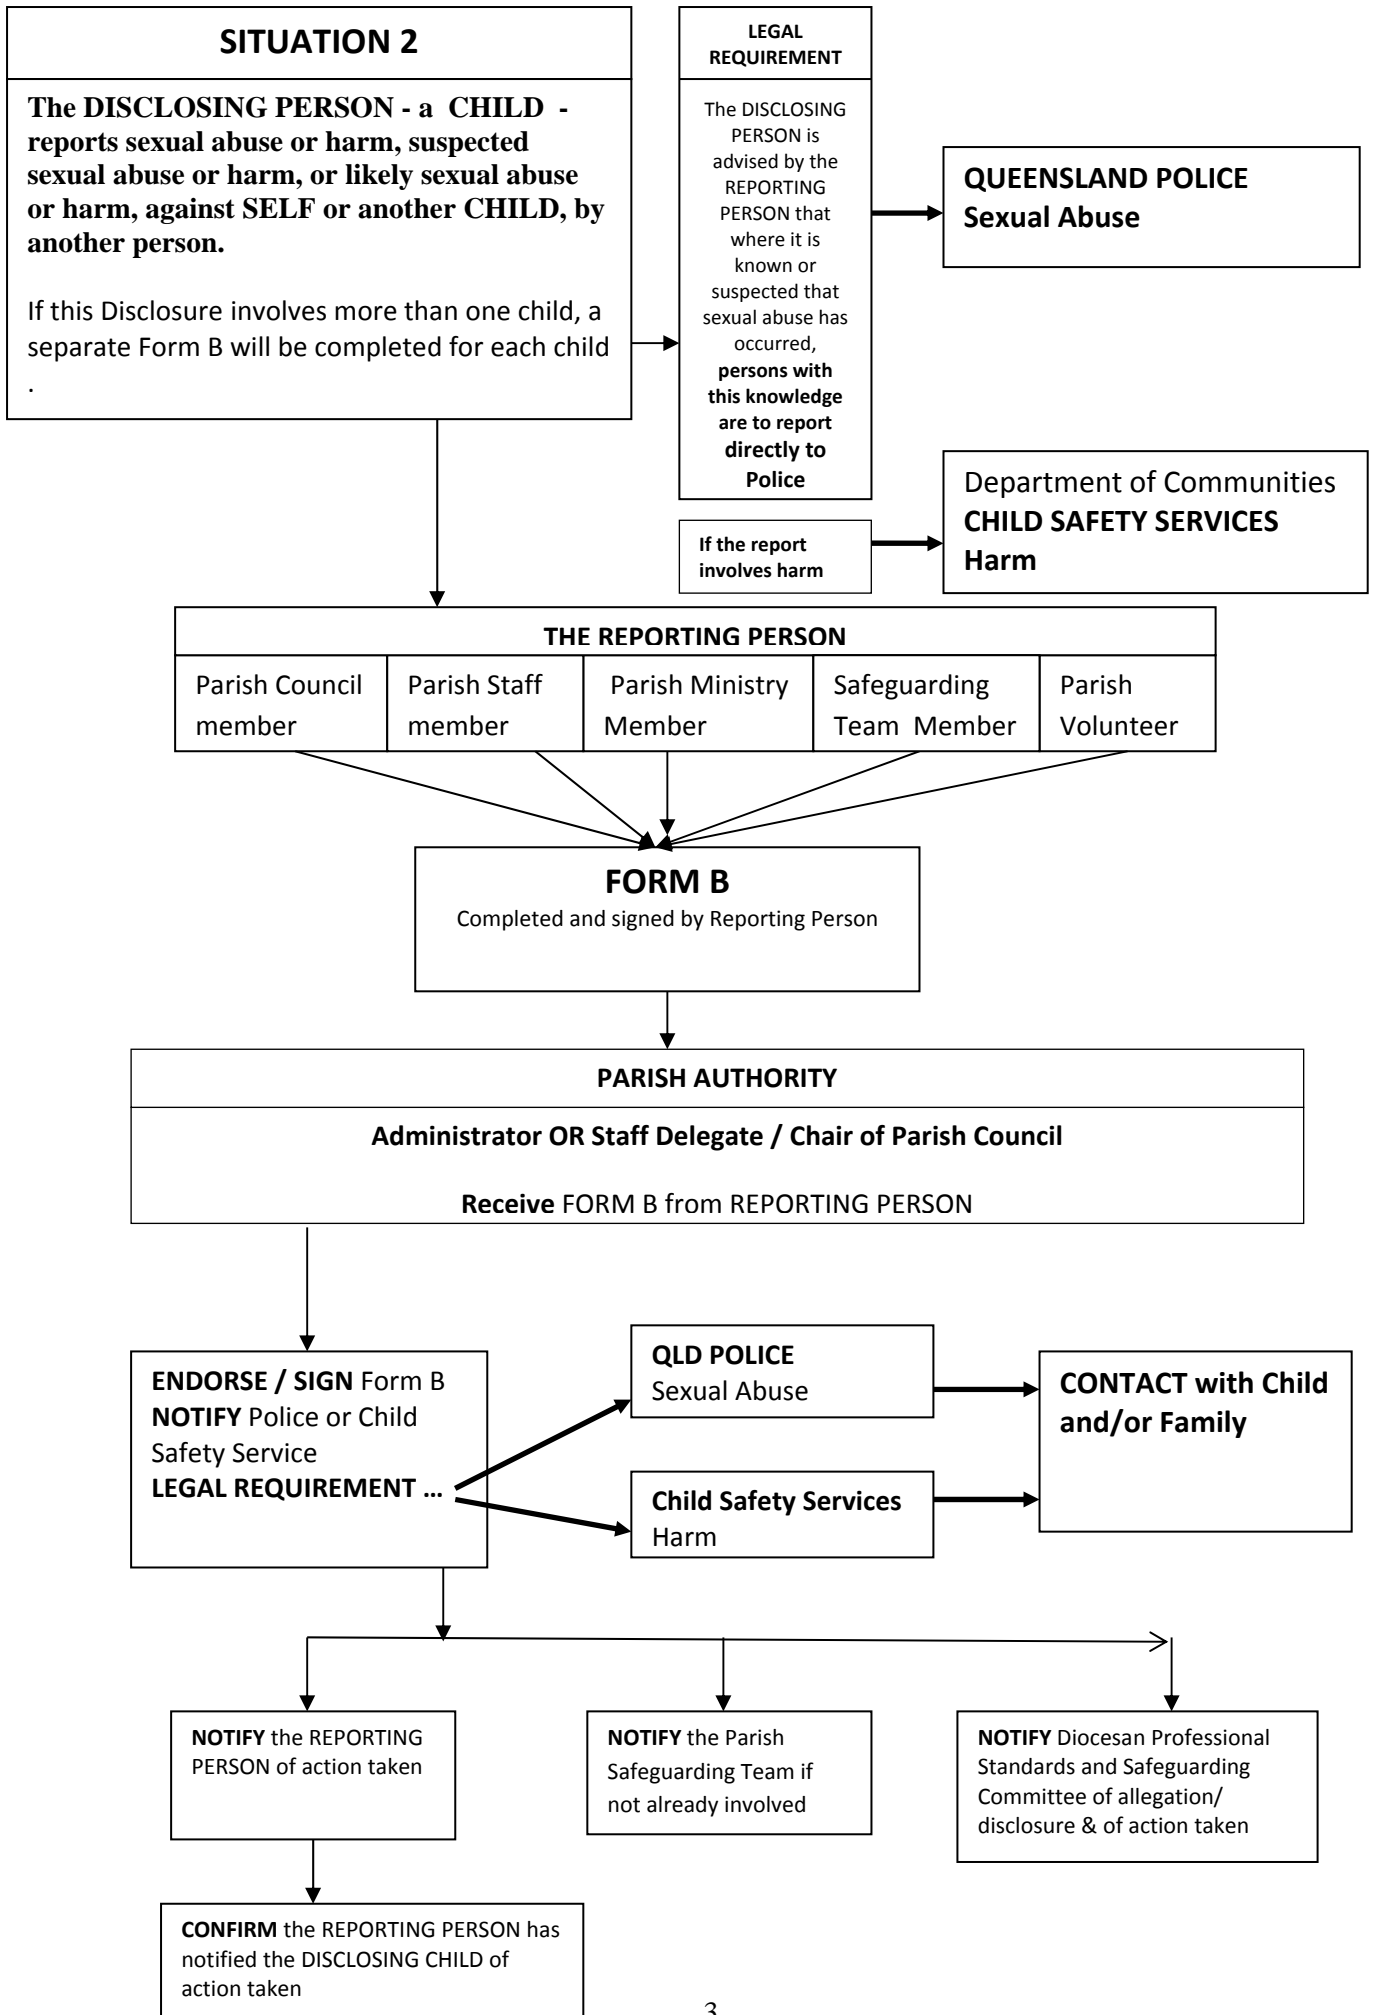 SITUATION 2
The DISCLOSING PERSON - a  CHILD  -
reports sexual abuse or harm, suspected
sexual abuse or harm, or likely sexual abuse
or harm, against SELF or another CHILD, by
another person.
If this Disclosure involves more than one child, a
separate Form B will be completed for each child
.
LEGAL
REQUIREMENT
The DISCLOSING
PERSON is
advised by the
REPORTING
PERSON that
where it is
known or
suspected that
sexual abuse has
occurred,
persons with
this knowledge
are to report
directly to
Police
QUEENSLAND POLICE
Sexual Abuse
If the report
involves harm
Department of Communities
CHILD SAFETY SERVICES
Harm
THE REPORTING PERSON
Parish Council
member
Parish Staff
member
Parish Ministry
Member
Safeguarding
Team  Member
Parish
Volunteer
FORM B
Completed and signed by Reporting Person
PARISH AUTHORITY
Administrator OR Staff Delegate / Chair of Parish Council
Receive FORM B from REPORTING PERSON
ENDORSE / SIGN Form B
NOTIFY Police or Child
Safety Service
LEGAL REQUIREMENT …
QLD POLICE
Sexual Abuse
Child Safety Services
Harm
CONTACT with Child
and/or Family
NOTIFY the REPORTING
PERSON of action taken
NOTIFY the Parish
Safeguarding Team if
not already involved
NOTIFY Diocesan Professional
Standards and Safeguarding
Committee of allegation/
disclosure & of action taken
CONFIRM the REPORTING PERSON has
notified the DISCLOSING CHILD of
action taken
3